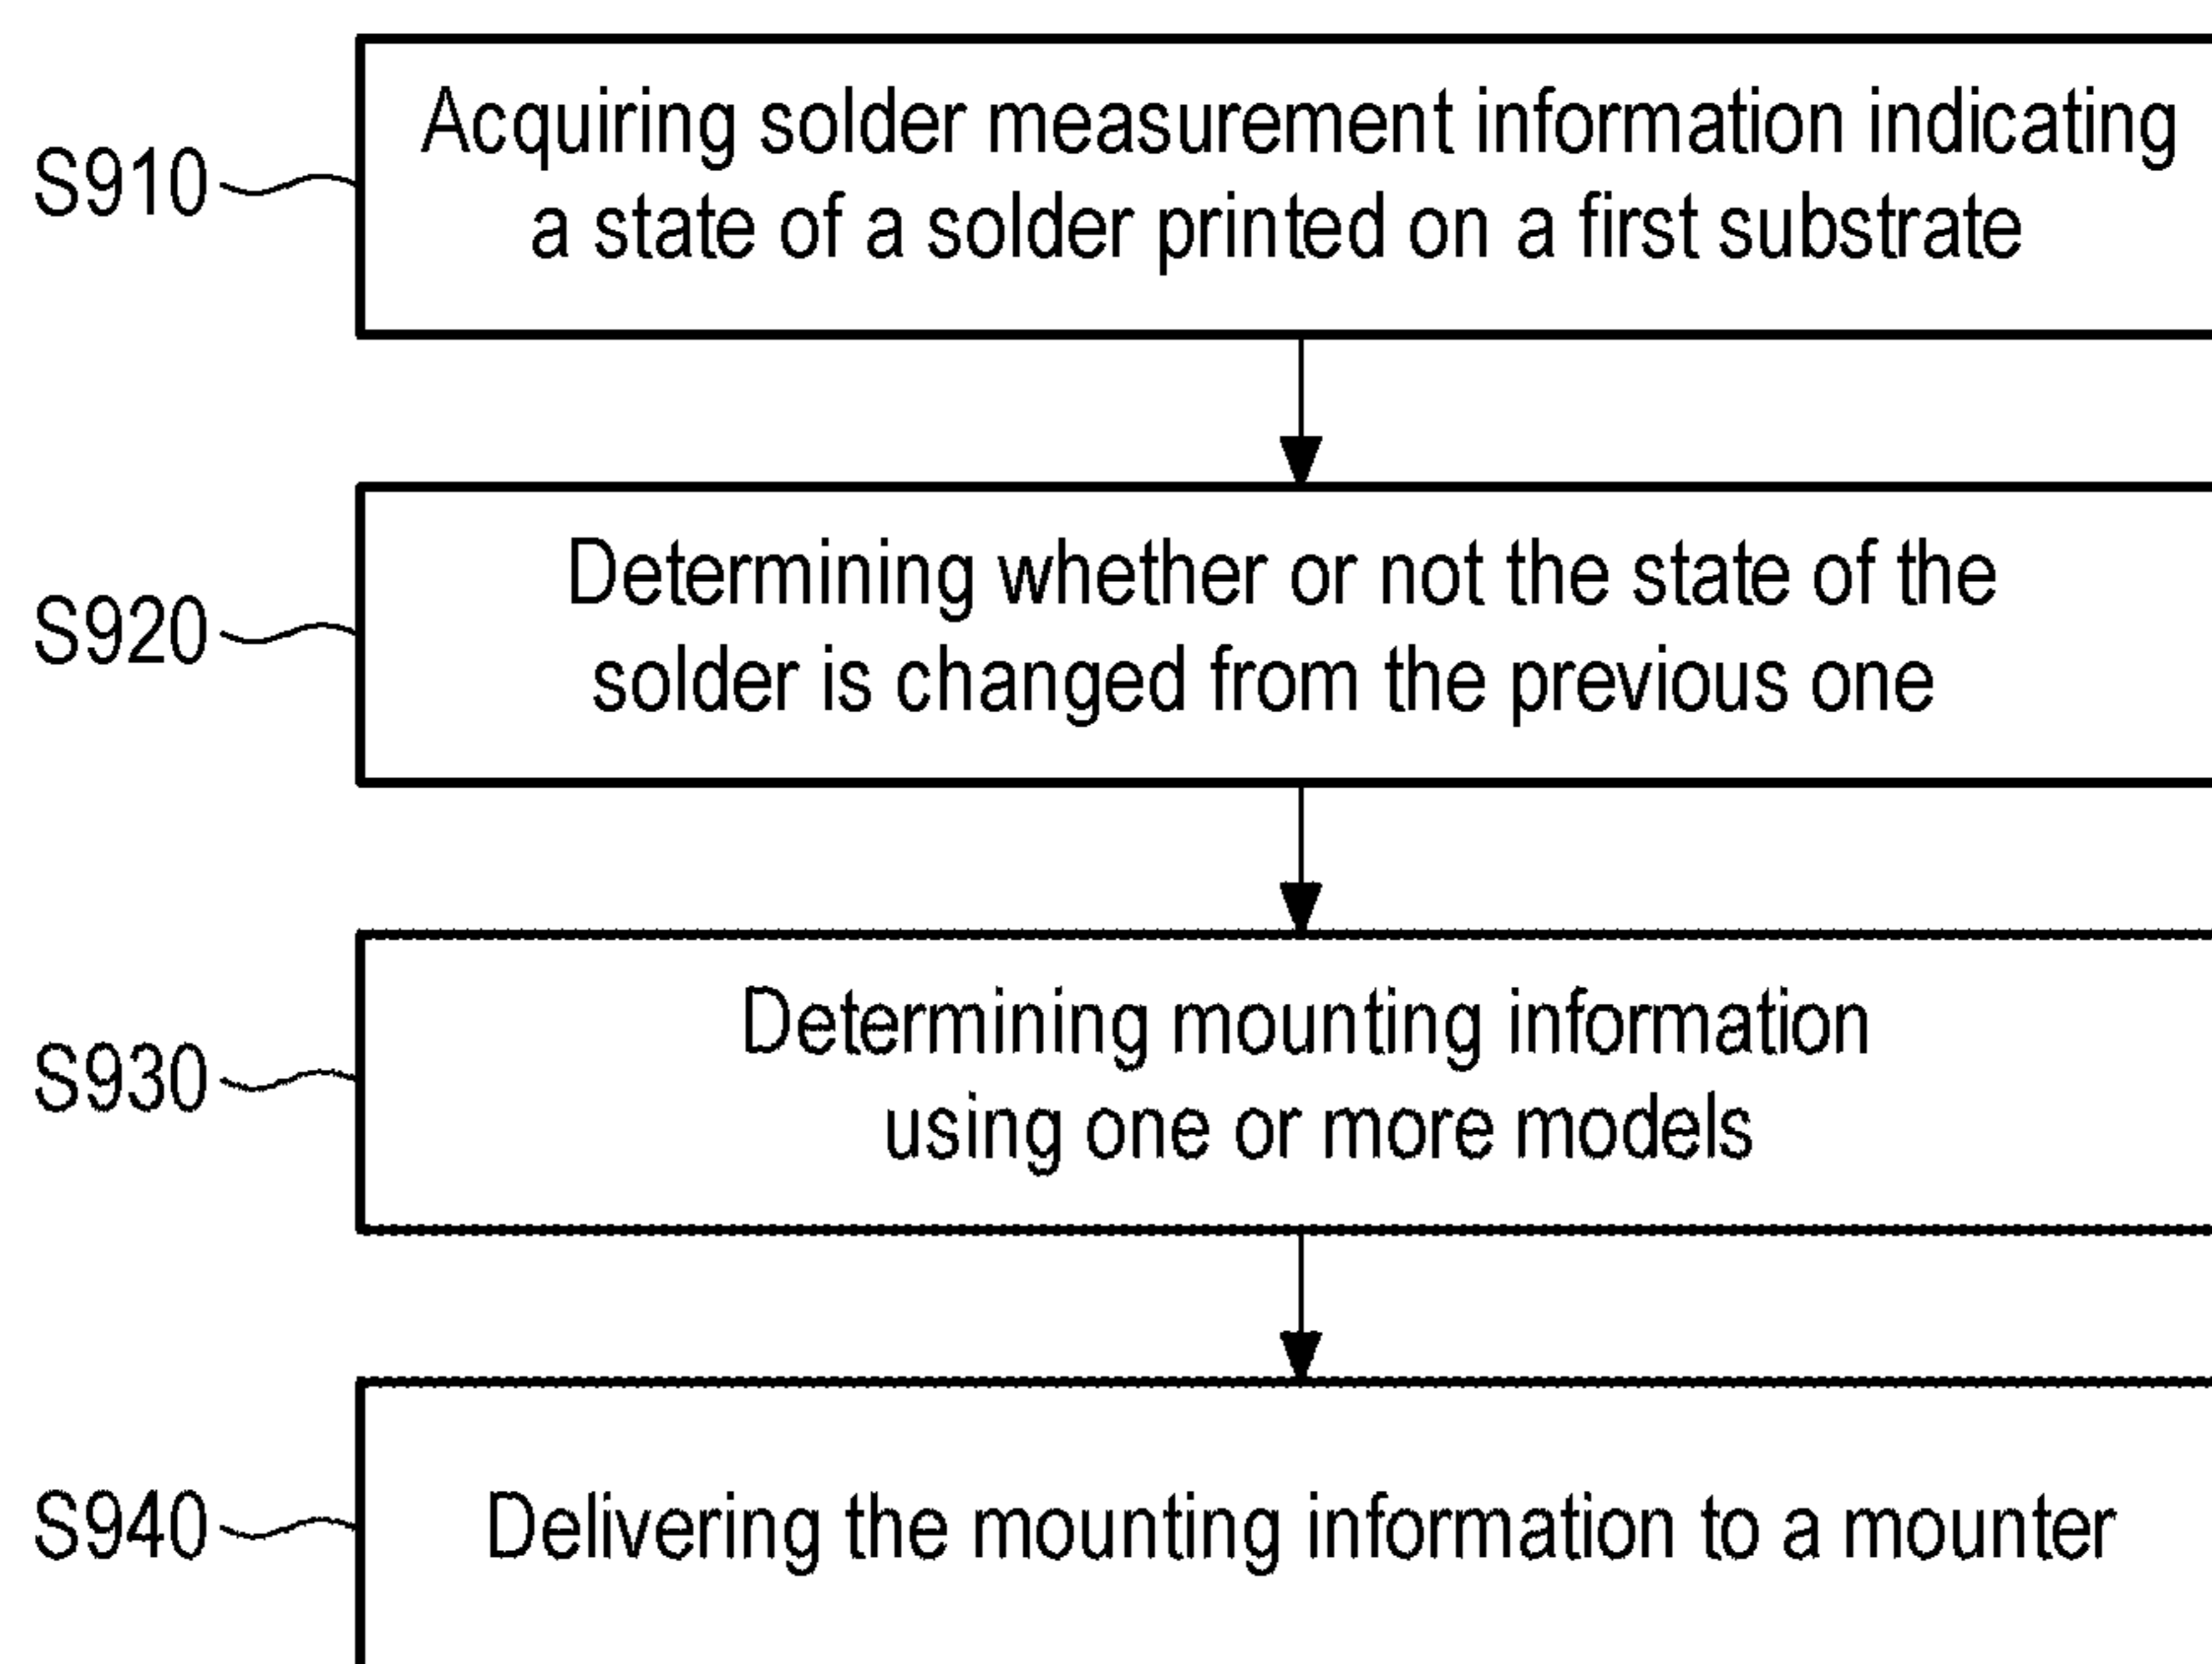 S910
Acquiring solder measurement information indicating
a state of a solder printed on a first substrate
S920
Determining whether or not the state of the
solder is changed from the previous one
S930
Determining mounting information
using one or more models
S940
Delivering the mounting information to a mounter